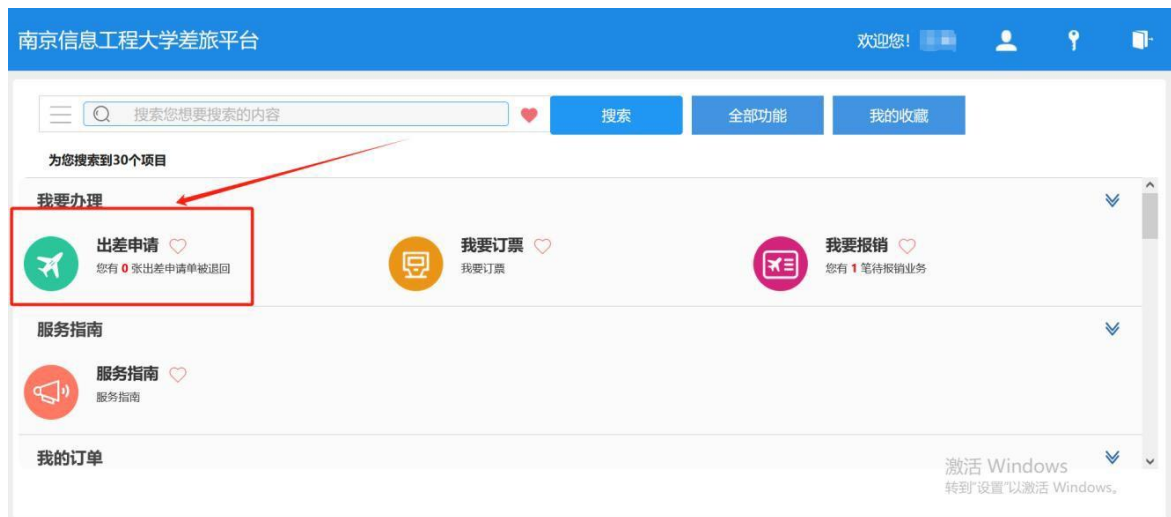 南京信息工程大学差旅平台
欢迎您!
搜索您想要搜索的内容
搜索
全部功能
我的收藏
为您搜索到30个项目
我要办理
出差申请
您有 0 张出差申请单被退回
我要订票
我要订票
我要报销
您有 1 笔待报销业务
服务指南
服务指南
服务指南
我的订单
激活 Windows
转到"设置"以激活 Windows。